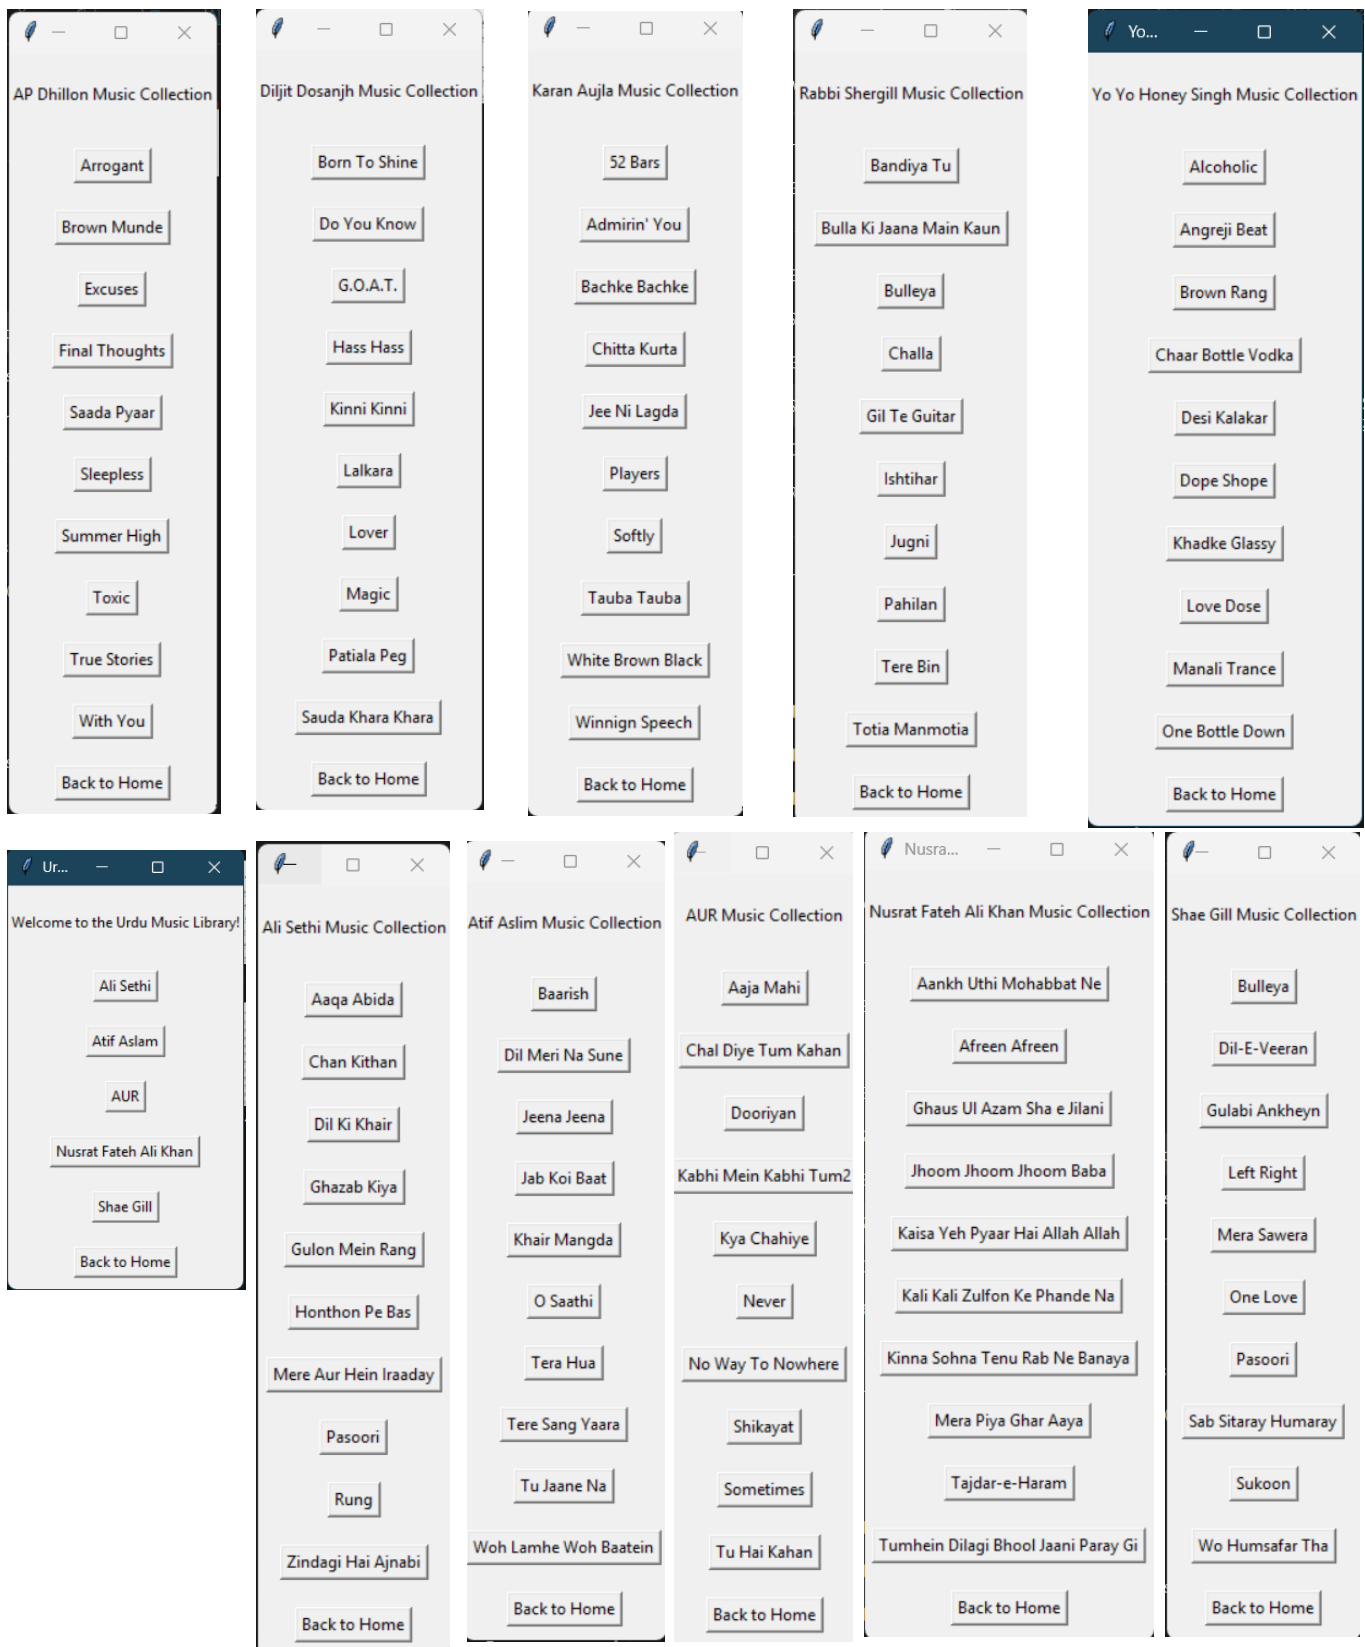 AP Dhillon Music Collection
Arrogant
Brown Munde
Excuses
Final Thoughts
Saada Pyaar
Sleepless
Summer High
Toxic
True Stories
With You
Back to Home
Diljit Dosanjh Music Collection
Born To Shine
Do You Know
G.O.A.T.
Hass Hass
Kinni Kinni
Lalkara
Lover
Magic
Patiala Peg
Sauda Khara Khara
Back to Home
Karan Aujla Music Collection
52 Bars
Admirin' You
Bachke Bachke
Chitta Kurta
Jee Ni Lagda
Players
Softly
Tauba Tauba
White Brown Black
Winnign Speech
Back to Home
Rabbi Shergill Music Collection
Bandiya Tu
Bulla Ki Jaana Main Kaun
Bulleya
Challa
Gil Te Guitar
Ishtihar
Jugni
Pahilan
Tere Bin
Totia Manmotia
Back to Home
Yo...
Yo Yo Honey Singh Music Collection
Alcoholic
Angreji Beat
Brown Rang
Chaar Bottle Vodka
Desi Kalakar
Dope Shope
Khadke Glassy
Love Dose
Manali Trance
One Bottle Down
Back to Home
Ur...
Welcome to the Urdu Music Library!
Ali Sethi
Atif Aslam
AUR
Nusrat Fateh Ali Khan
Shae Gill
Back to Home
Ali Sethi Music Collection
Aaqa Abida
Chan Kithan
Dil Ki Khair
Ghazab Kiya
Gulon Mein Rang
Honthon Pe Bas
Mere Aur Hein Iraaday
Pasoori
Rung
Zindagi Hai Ajnabi
Back to Home
Atif Aslim Music Collection
Baarish
Dil Meri Na Sune
Jeena Jeena
Jab Koi Baat
Khair Mangda
O Saathi
Tera Hua
Tere Sang Yaara
Tu Jaane Na
Woh Lamhe Woh Baatein
Back to Home
AUR Music Collection
Aaja Mahi
Chal Diye Tum Kahan
Dooriyan
Kabhi Mein Kabhi Tum2
Kya Chahiye
Never
No Way To Nowhere
Shikayat
Sometimes
Tu Hai Kahan
Back to Home
Nusra...
Nusrat Fateh Ali Khan Music Collection
Aankh Uthi Mohabbat Ne
Afreen Afreen
Ghaus Ul Azam Sha e Jilani
Jhoom Jhoom Jhoom Baba
Kaisa Yeh Pyaar Hai Allah Allah
Kali Kali Zulfon Ke Phande Na
Kinna Sohna Tenu Rab Ne Banaya
Mera Piya Ghar Aaya
Tajdar-e-Haram
Tumhein Dilagi Bhool Jaani Paray Gi
Back to Home
Shae Gill Music Collection
Bulleya
Dil-E-Veeran
Gulabi Ankheyn
Left Right
Mera Sawera
One Love
Pasoori
Sab Sitaray Humaray
Sukoon
Wo Humsafar Tha
Back to Home